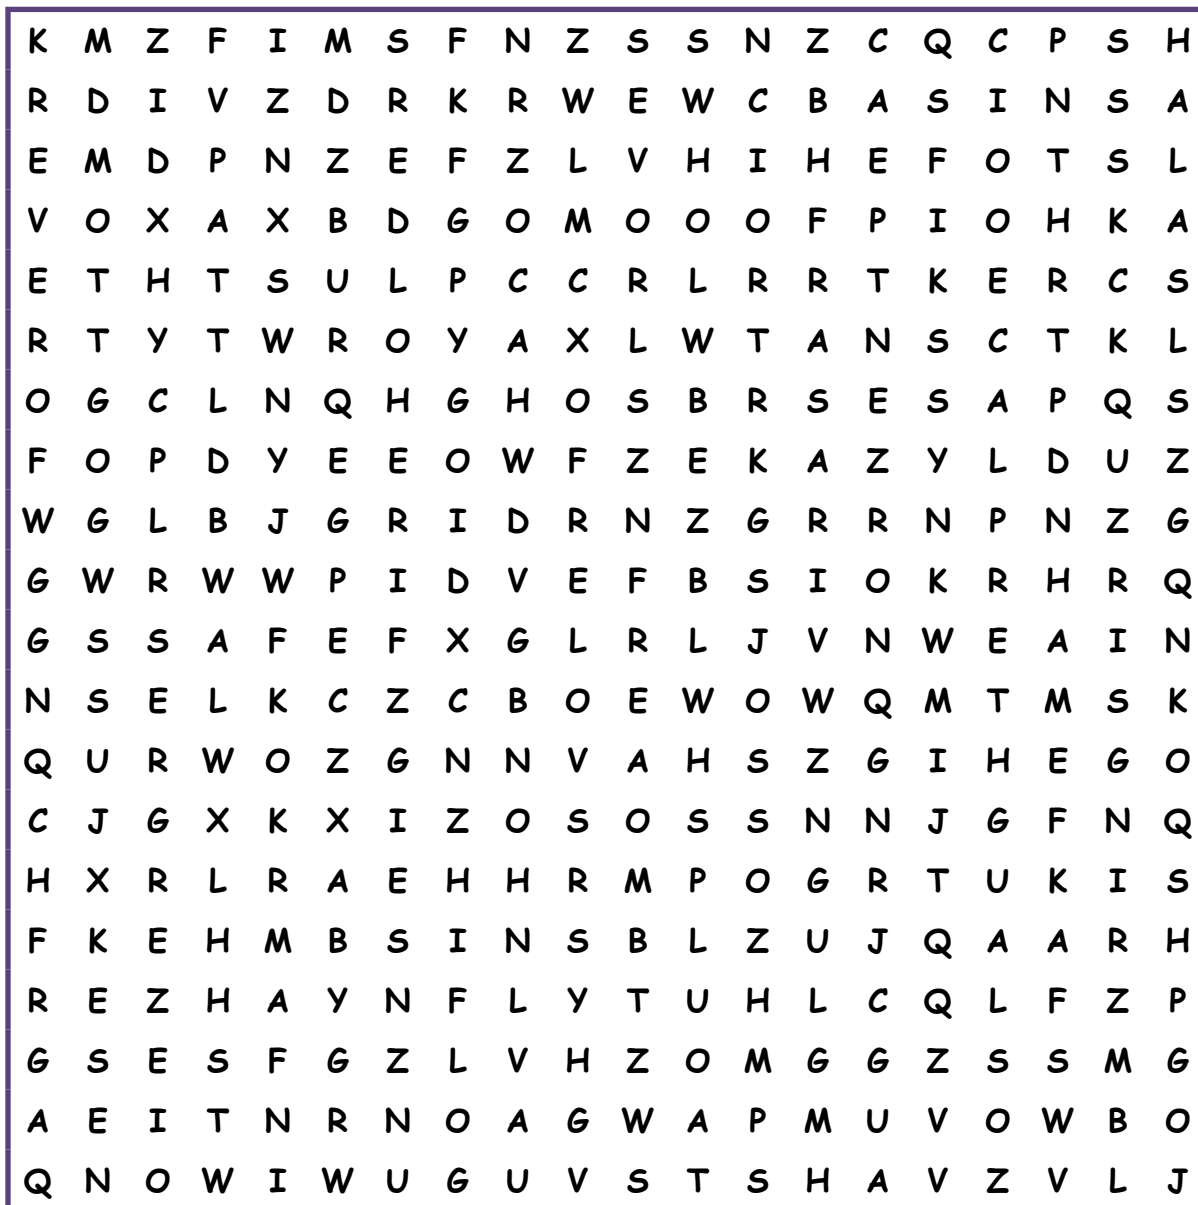 K M Z F I M S F N Z S S N Z C Q C P S H
R D I V Z D R K R W E W C B A S I N S A
E M D P N Z E F Z L V H I H E F O T S L
V O X A X B D G O M O O O F P I O H K A
E T H T S U L P C C R L R R T K E R C S
R T Y T W R O Y A X L W T A N S C T K L
O G C L N Q H G H O S B R S E S A P Q S
F O P D Y E E O W F Z E K A Z Y L D U Z
W G L B J G R I D R N Z G R R N P N Z G
G W R W W P I D V E F B S I O K R H R Q
G S S A F E F X G L R L J V N W E A I N
N S E L K C Z C B O E W O W Q M T M S K
Q U R W O Z G N N V A H S Z G I H E G O
C J G X K X I Z O S O S S N N J G F N Q
H X R L R A E H H R M P O G R T U K I S
F K E H M B S I N S B L Z U J Q A A R H
R E Z H A Y N F L Y T U H L C Q L F Z P
G S E S F G Z L V H Z O M G G Z S S M G
A E I T N R N O A G W A P M U V O W B O
Q N O W I W U G U V S T S H A V Z V L J